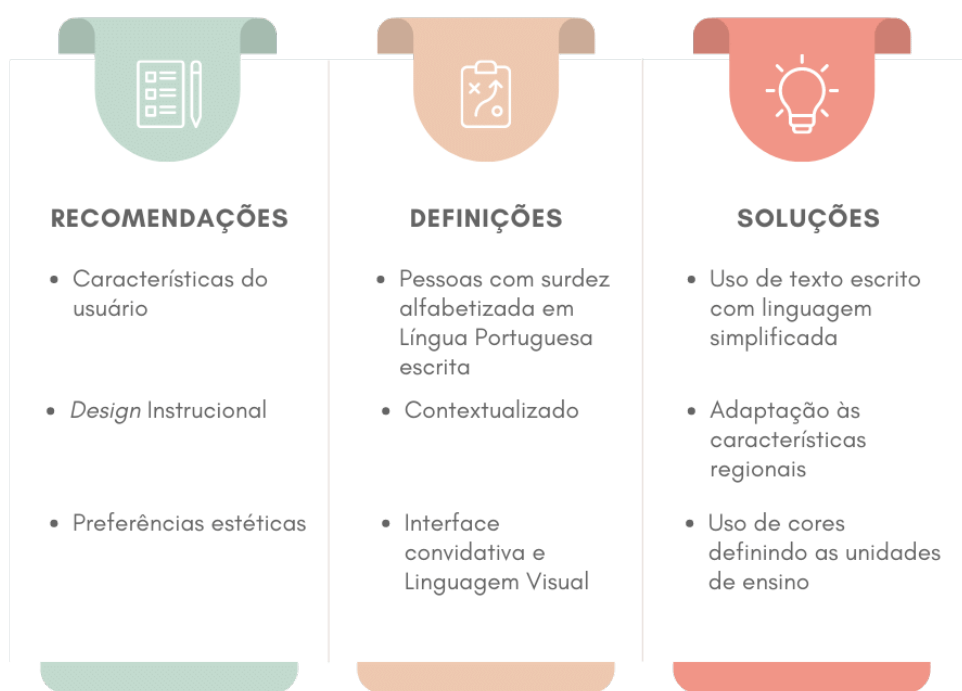 RECOMENDAÇÕES
• Características do
usuário
• Design Instrucional
• Preferências estéticas
DEFINIÇÕES
• Pessoas com surdez
alfabetizada em
Língua Portuguesa
escrita
• Contextualizado
• Interface
convidativa e
Linguagem Visual
SOLUÇÕES
• Uso de texto escrito
com linguagem
simplificada
• Adaptação às
características
regionais
• Uso de cores
definindo as unidades
de ensino